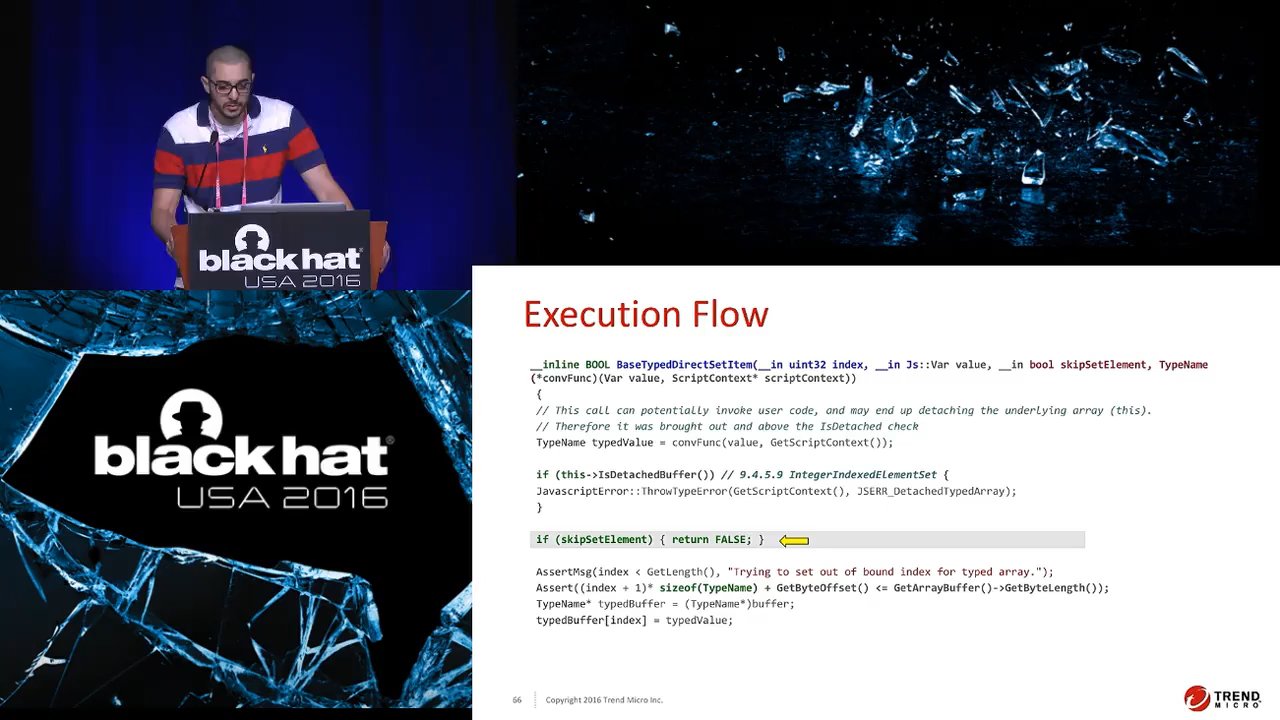 black hat
USA 2016
black hat®
USA 2016
Execution Flow
__inline BOOL BaseTypedDirectSetItem(__in uint32 index, __in Js::Var value, __in bool skipSetElement, TypeName
(*convFunc)(Var value, ScriptContext* scriptContext))
{
// This call can potentially invoke user code, and may end up detaching the underlying array (this).
// Therefore it was brought out and above the IsDetached check
TypeName typedValue = convFunc(value, GetScriptContext());
if (this->IsDetachedBuffer()) // 9.4.5.9 IntegerIndexedElementSet {
JavascriptError::ThrowTypeError(GetScriptContext(), JSERR_DetachedTypedArray);
}
if (skipSetElement) { return FALSE; }
AssertMsg(index < GetLength(), "Trying to set out of bound index for typed array.");
Assert((index + 1)* sizeof(TypeName) + GetByteOffset() <= GetArrayBuffer()->GetByteLength());
TypeName* typedBuffer = (TypeName*)buffer;
typedBuffer[index] = typedValue;
66
Copyright 2016 Trend Micro Inc.
TREND
MICRO